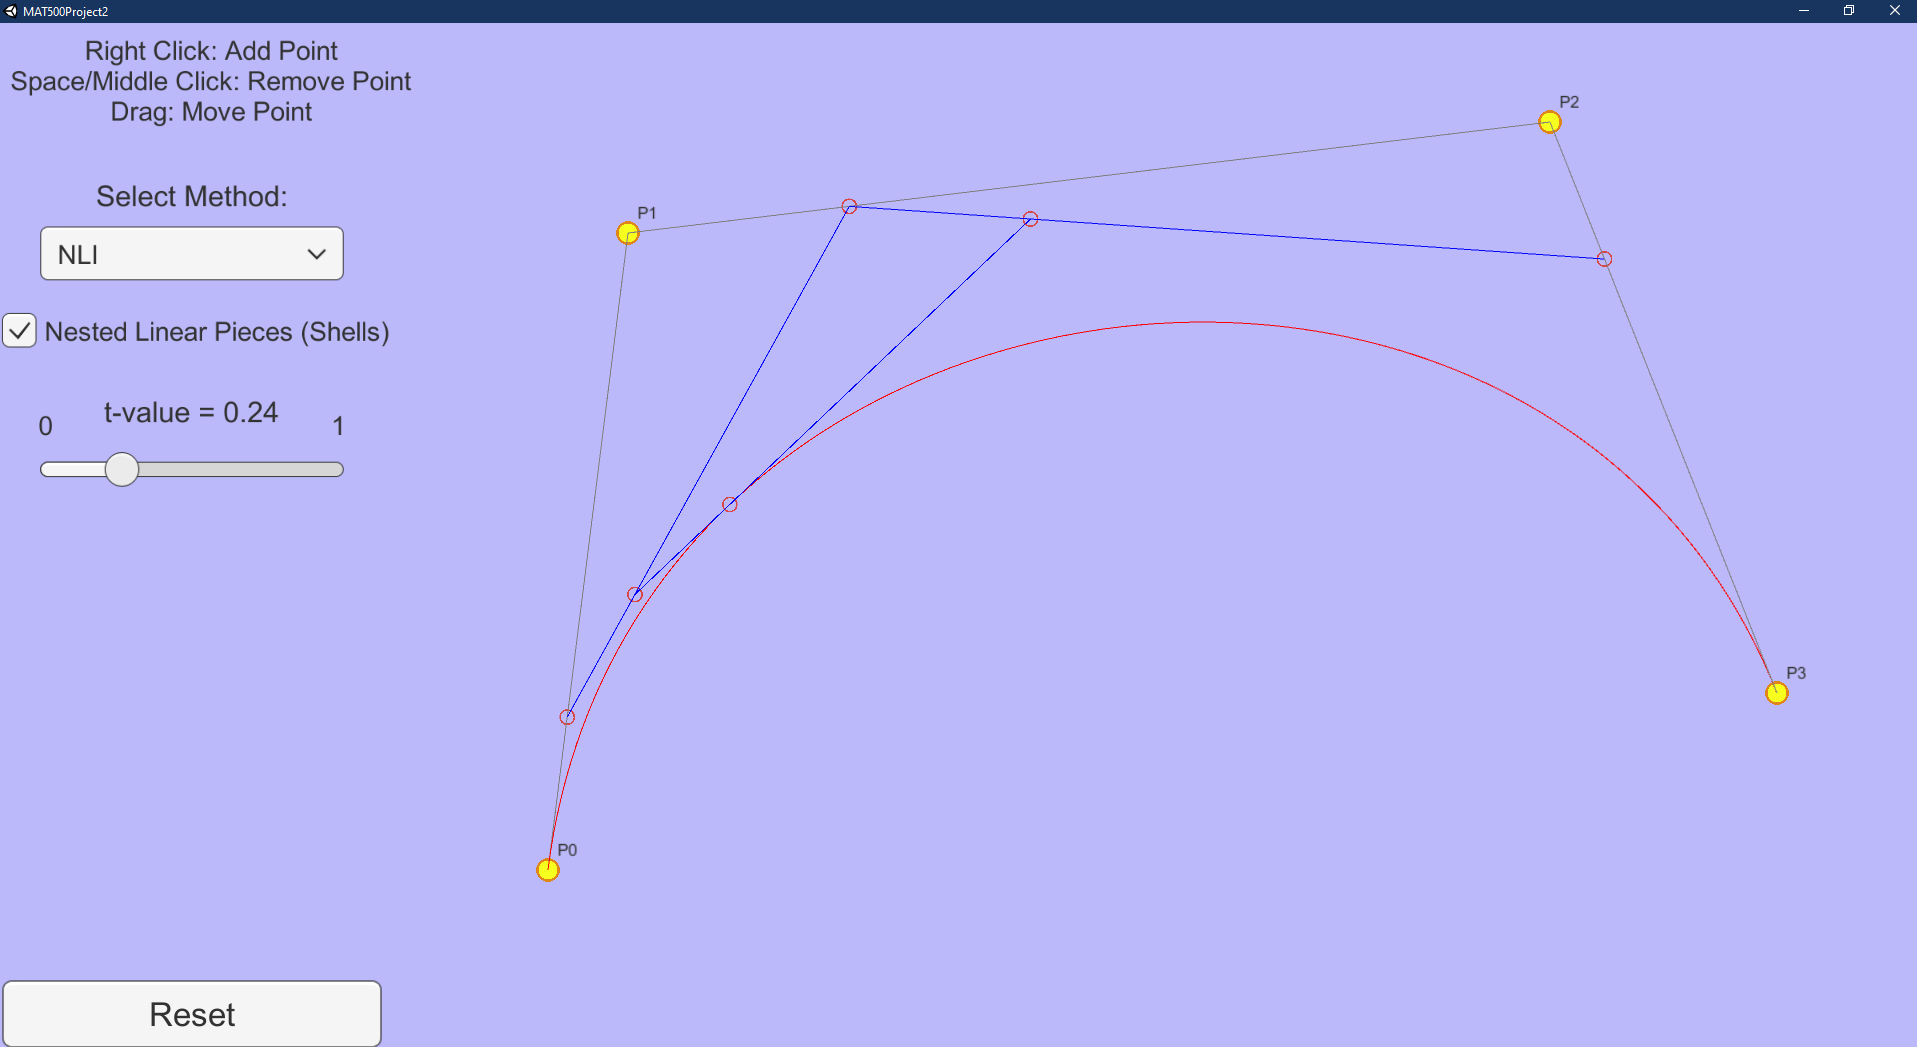 MAT500Project2
Right Click: Add Point
Space/Middle Click: Remove Point
Drag: Move Point
Select Method:
NLI
Nested Linear Pieces (Shells)
t-value = 0.24
0
1
Reset
P0
P1
P2
P3